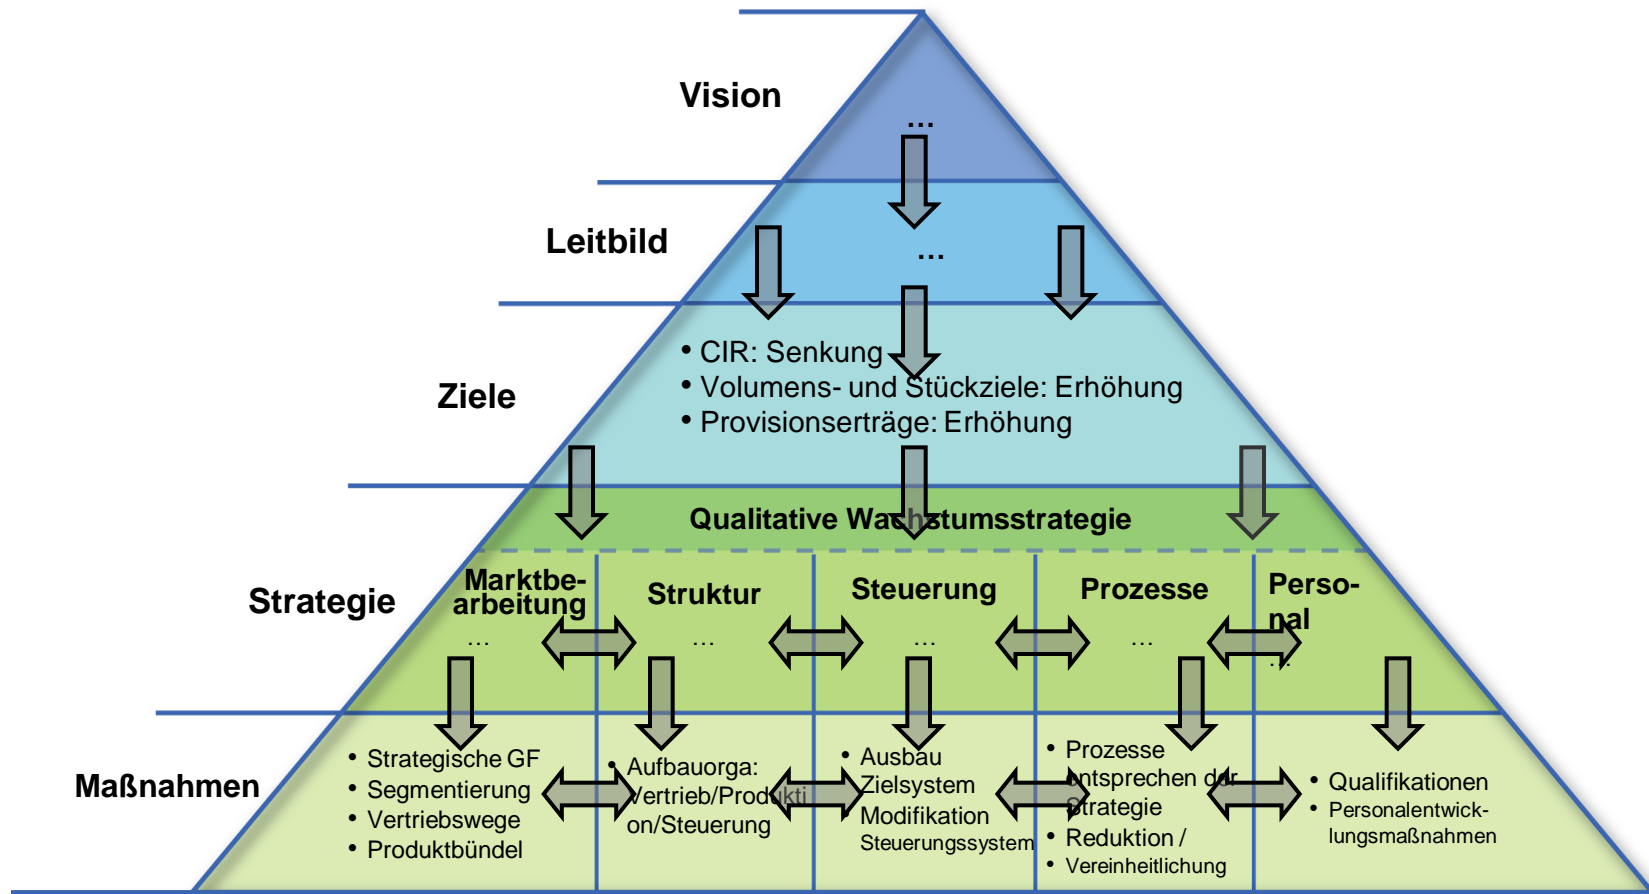 Vision
...
Leitbild
...
Ziele
• CIR: Senkung
• Volumens- und Stückziele: Erhöhung
• Provisionserträge: Erhöhung
Qualitative Wachstumsstrategie
Strategie
Marktbe-
arbeitung
...
Struktur
...
Steuerung
...
Prozesse
...
Perso-
nal
...
Maßnahmen
• Strategische GF
• Segmentierung
• Vertriebswege
• Produktbündel
• Aufbauorga:
Vertrieb/Produkti
on/Steuerung
• Ausbau
Zielsystem
• Modifikation
Steuerungssystem
• Prozesse
entsprechen der
Strategie
• Reduktion /
• Vereinheitlichung
• Qualifikationen
• Personalentwick-
lungsmaßnahmen